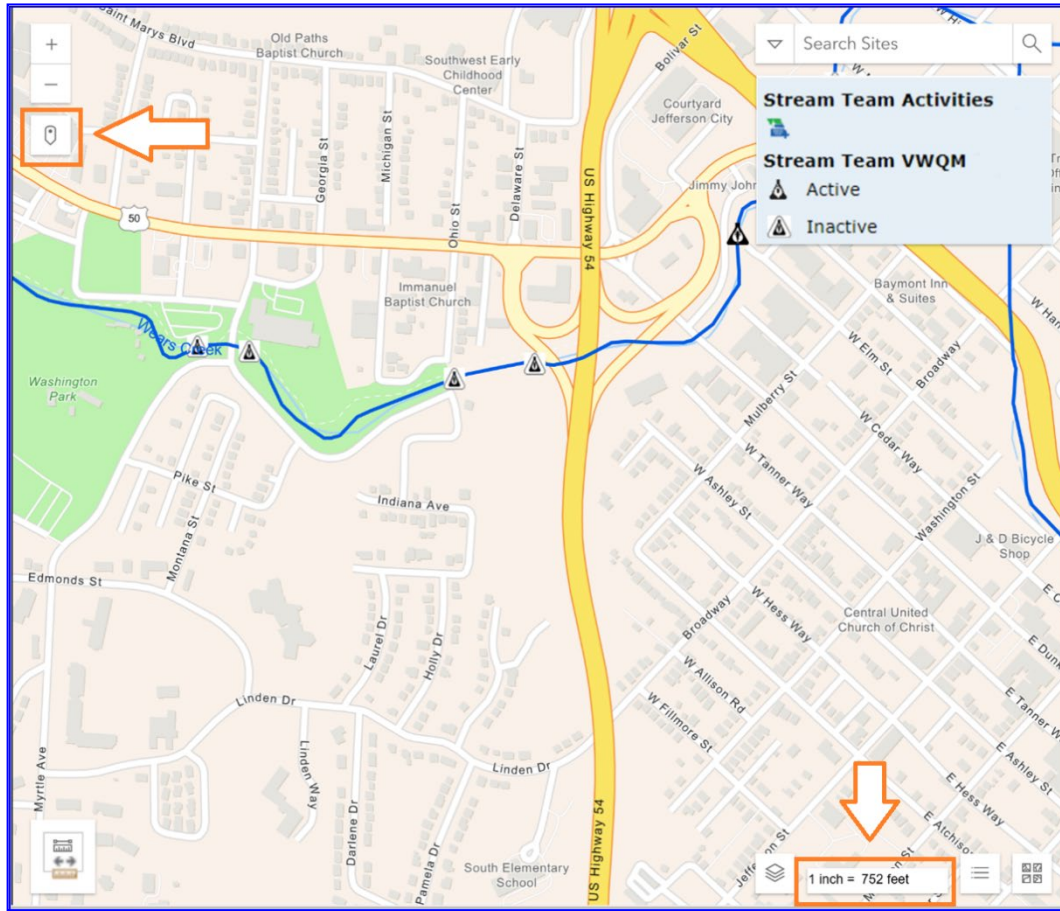 Saint Marys Blvd
Old Paths
Baptist Church
Southwest Early
Childhood
Center
Bolivar St
Search Sites
Courtyard
Jefferson City
Stream Team Activities
Stream Team VWQM
Active
Inactive
Michigan St
Georgia St
Delaware St
Ohio St
US Highway 54
Jimmy John
50
Immanuel
Baptist Church
Baymont Inn
& Suites
Wears Creek
Washington
Park
W Elm St
Broadway
Mulberry St
W Cedar Way
W Tanner Way
W Ashley St
Washington St
Pike St
Indiana Ave
Montana St
J & D Bicycle
Shop
Edmonds St
W Hess Way
Central United
Church of Christ
Broadway
Laurel Dr
Holly Dr
W Allison Rd
W Fillmore St
E Tanner W
E Ashley St
Linden Dr
Linden Way
Linden Dr
Myrtle Ave
Darlene Dr
Pamela Dr
US Highway 54
South Elementary
School
E Hess Way
E Atchison
1 inch = 752 feet